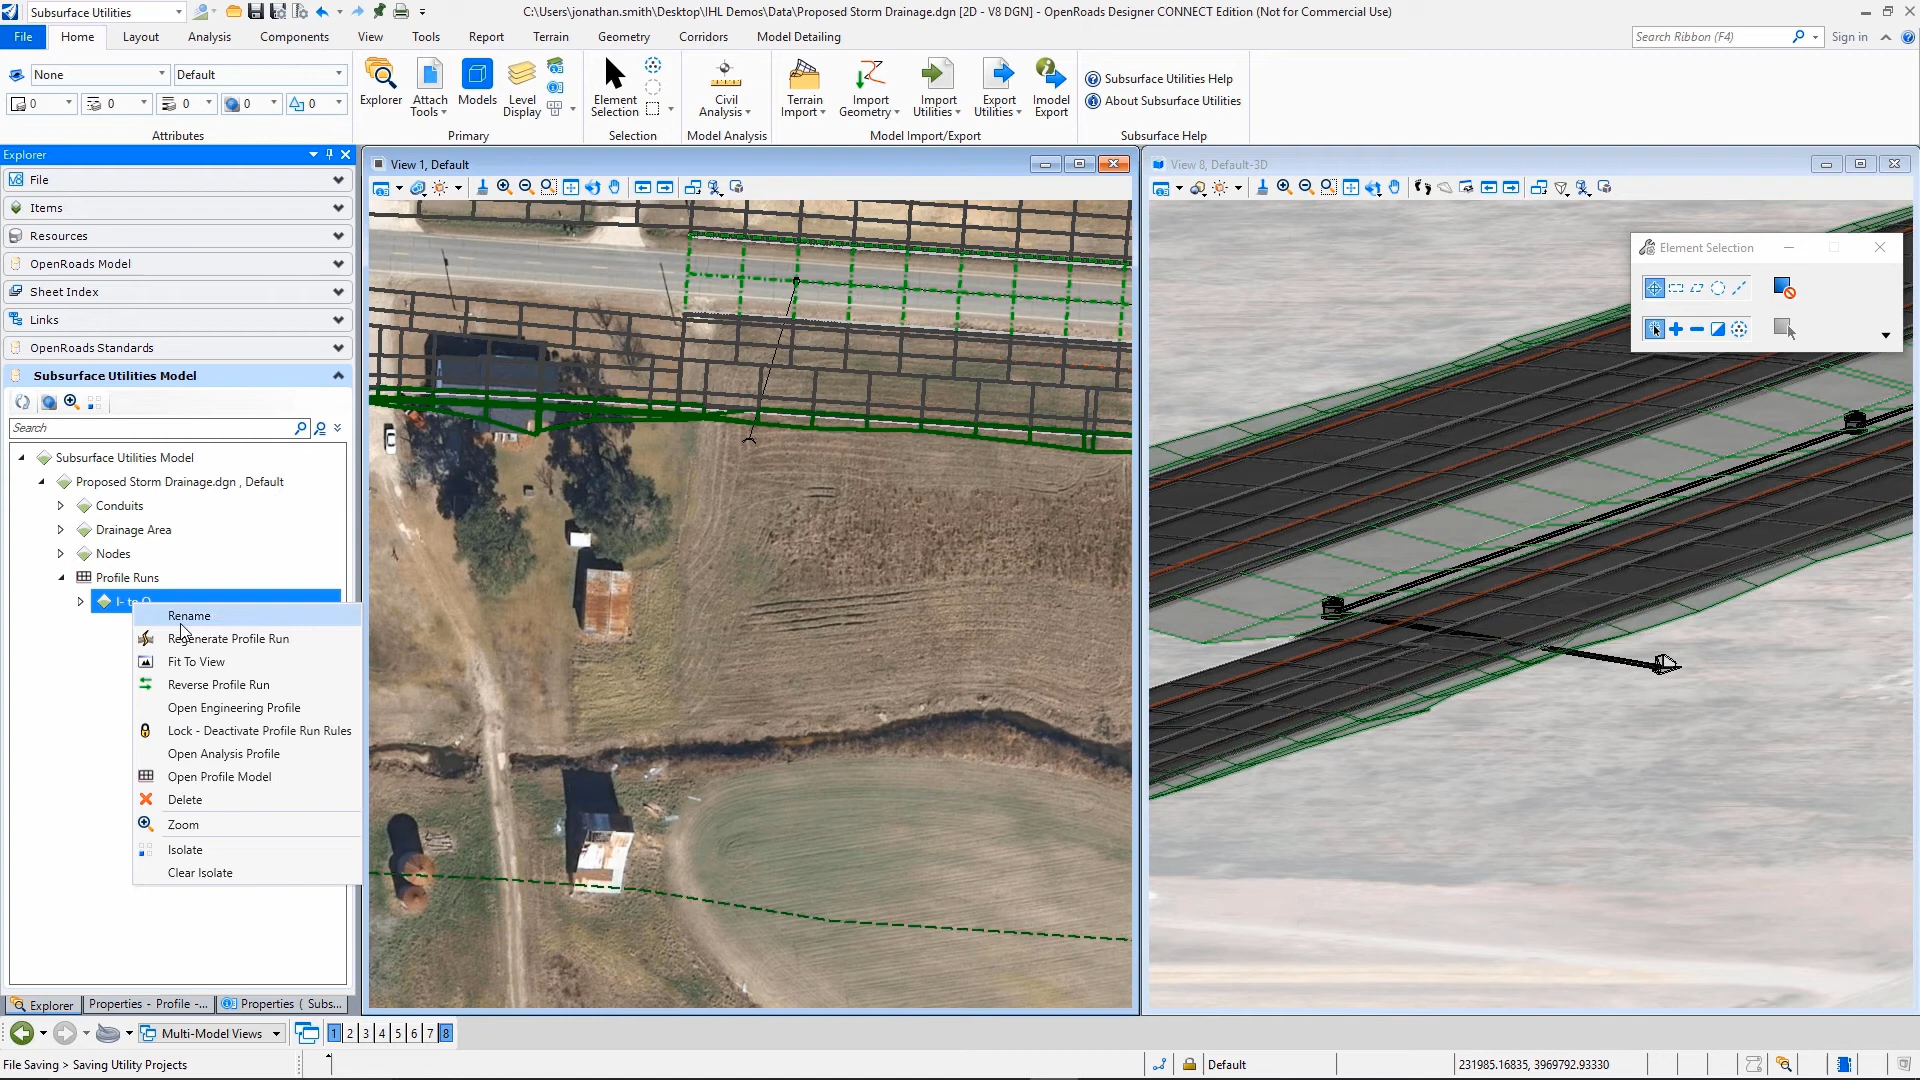 Subsurface Utilities
C:\Users\jonathan.smith\Desktop\IHL Demos\Data\Proposed Storm Drainage.dgn [2D - V8 DGN] - OpenRoads Designer CONNECT Edition (Not for Commercial Use)
File Home Layout Analysis Components View Tools Report Terrain Geometry Corridors Model Detailing
Search Ribbon (F4)
Sign in
None
Default
0 0 0 0 0
Attributes
Explorer
Attach Tools
Models
Level Display
Primary
Element Selection
Selection
Civil Analysis
Model Analysis
Terrain Import
Import Geometry
Import Utilities
Export Utilities
Imodel Export
Model Import/Export
Subsurface Utilities Help
About Subsurface Utilities
Subsurface Help
Explorer
File
Items
Resources
OpenRoads Model
Sheet Index
Links
OpenRoads Standards
Subsurface Utilities Model
Search
Subsurface Utilities Model
Proposed Storm Drainage.dgn , Default
Conduits
Drainage Area
Nodes
Profile Runs
I- to O
Rename
Regenerate Profile Run
Fit To View
Reverse Profile Run
Open Engineering Profile
Lock - Deactivate Profile Run Rules
Open Analysis Profile
Open Profile Model
Delete
Zoom
Isolate
Clear Isolate
View 1, Default
View 8, Default-3D
Element Selection
Explorer
Properties - Profile -...
Properties ( Subs...
Multi-Model Views
1 2 3 4 5 6 7 8
File Saving > Saving Utility Projects
Default
231985.16835, 3969792.93330